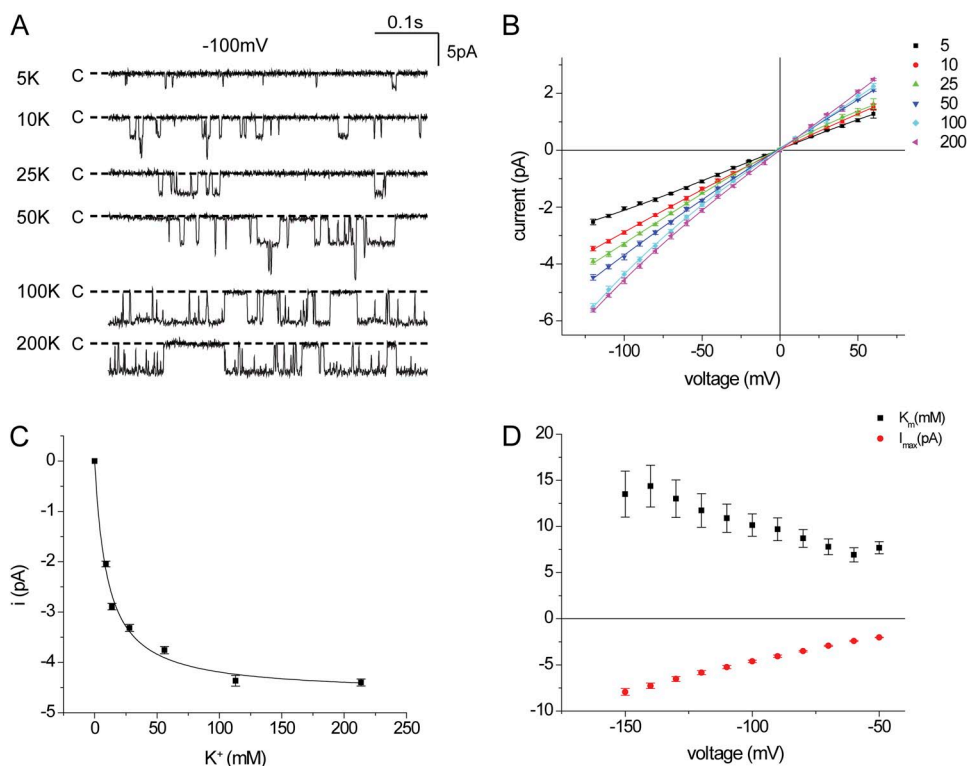 A
-100mV
0.1s
5pA
5K C
10K C
25K C
50K C
100K C
200K C
B
5
10
25
50
100
200
2
0
-2
-4
-6
current (pA)
-100 -50 0 50
voltage (mV)
C
0
-1
-2
-3
-4
-5
i (pA)
0 50 100 150 200 250
K⁺ (mM)
D
Km(mM)
Imax(pA)
20
15
10
5
0
-5
-10
-150 -100 -50
voltage (mV)